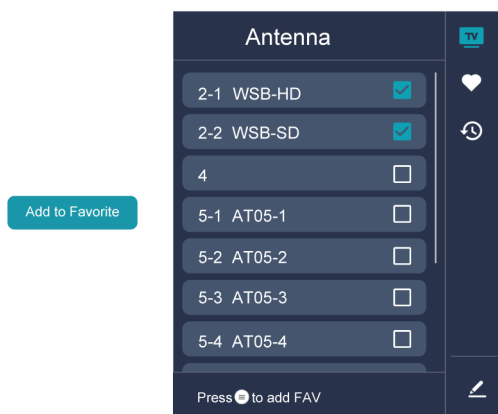 Antenna
TV
2-1 WSB-HD
2-2 WSB-SD
4
Add to Favorite
5-1 AT05-1
5-2 AT05-2
5-3 AT05-3
5-4 AT05-4
Press to add FAV